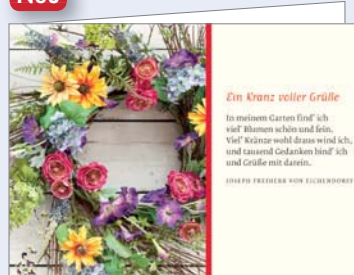 Neu
Ein Kranz voller Grüße
In meinem Garten find' ich
viel' Blumen schön und fein.
Viel' Kränze wohl draus wind ich,
und tausend Gedanken bind' ich
und Grüße mit darein.
JOSEPH FREIHERR VON EICHENDORFF